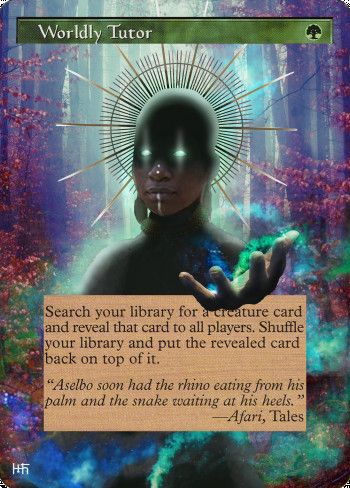 Worldly Tutor
Search your library for a creature card
and reveal that card to all players. Shuffle
your library and put the revealed card
back on top of it.
“Aselbo soon had the rhino eating from his
palm and the snake waiting at his heels.”
—Afari, Tales